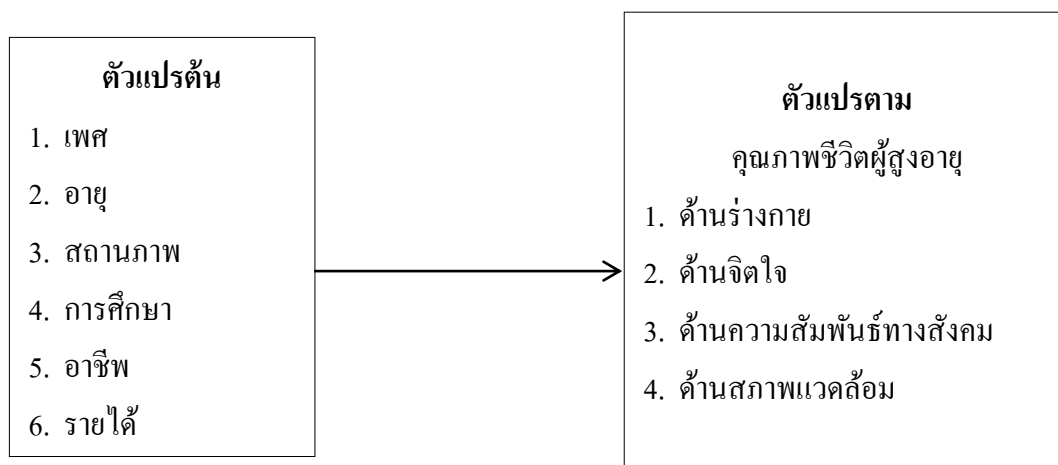 ตัวแปรต้น
1. เพศ
2. อายุ
3. สถานภาพ
4. การศึกษา
5. อาชีพ
6. รายได้
ตัวแปรตาม
คุณภาพชีวิตผู้สูงอายุ
1. ด้านร่างกาย
2. ด้านจิตใจ
3. ด้านความสัมพันธ์ทางสังคม
4. ด้านสภาพแวดล้อม